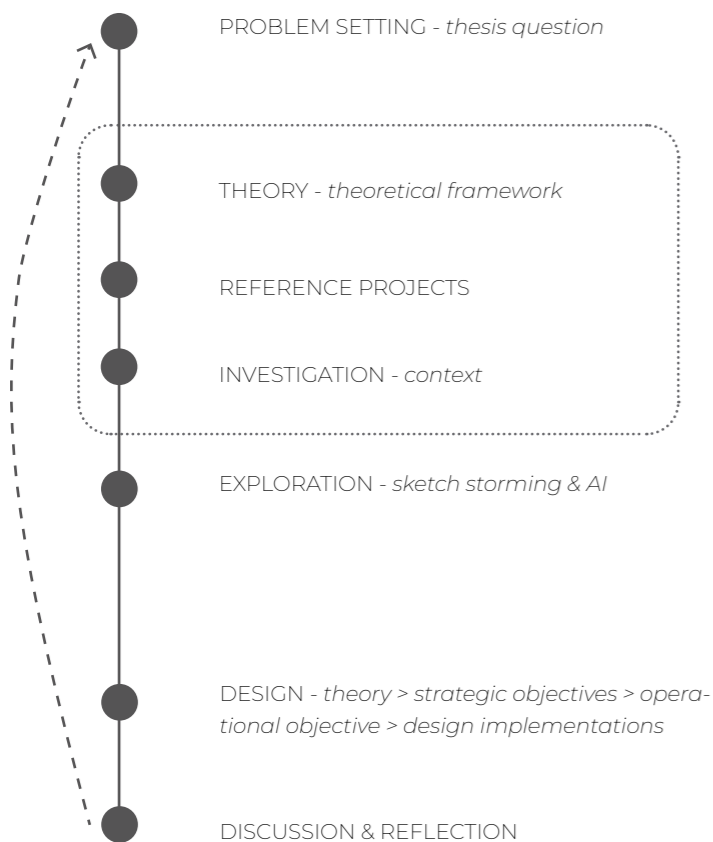 PROBLEM SETTING - thesis question
THEORY - theoretical framework
REFERENCE PROJECTS
INVESTIGATION - context
EXPLORATION - sketch storming & AI
DESIGN - theory > strategic objectives > opera-
tional objective > design implementations
DISCUSSION & REFLECTION